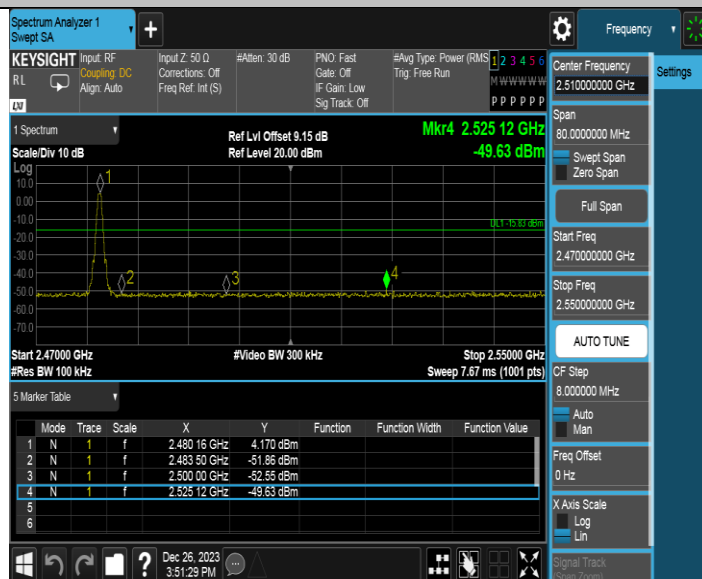 Spectrum Analyzer 1
Swept SA
+
Frequency
KEYSIGHT
RL
LXI
Input: RF
Coupling: DC
Align: Auto
Input Z: 50 Ω
Corrections: Off
Freq Ref: Int (S)
#Atten: 30 dB
PNO: Fast
Gate: Off
IF Gain: Low
Sig Track: Off
#Avg Type: Power (RMS
Trig: Free Run
1 2 3 4 5 6
M W W W W W
P P P P P P
1 Spectrum
Scale/Div 10 dB
Ref Lvl Offset 9.15 dB
Ref Level 20.00 dBm
Mkr4 2.525 12 GHz
-49.63 dBm
Log
10.0
0.00
-10.0
-20.0
-30.0
-40.0
-50.0
-60.0
-70.0
1
2
3
4
DL1 -15.83 dBm
Start 2.47000 GHz
#Res BW 100 kHz
#Video BW 300 kHz
Stop 2.55000 GHz
Sweep 7.67 ms (1001 pts)
5 Marker Table
Mode Trace Scale X Y Function Function Width Function Value
1 N 1 f 2.480 16 GHz 4.170 dBm
2 N 1 f 2.483 50 GHz -51.86 dBm
3 N 1 f 2.500 00 GHz -52.55 dBm
4 N 1 f 2.525 12 GHz -49.63 dBm
5
6
?
Dec 26, 2023
3:51:29 PM
Center Frequency
2.510000000 GHz
Span
80.0000000 MHz
Swept Span
Zero Span
Full Span
Start Freq
2.470000000 GHz
Stop Freq
2.550000000 GHz
AUTO TUNE
CF Step
8.000000 MHz
Auto
Man
Freq Offset
0 Hz
X Axis Scale
Log
Lin
Signal Track
(Span Zoom)
Settings